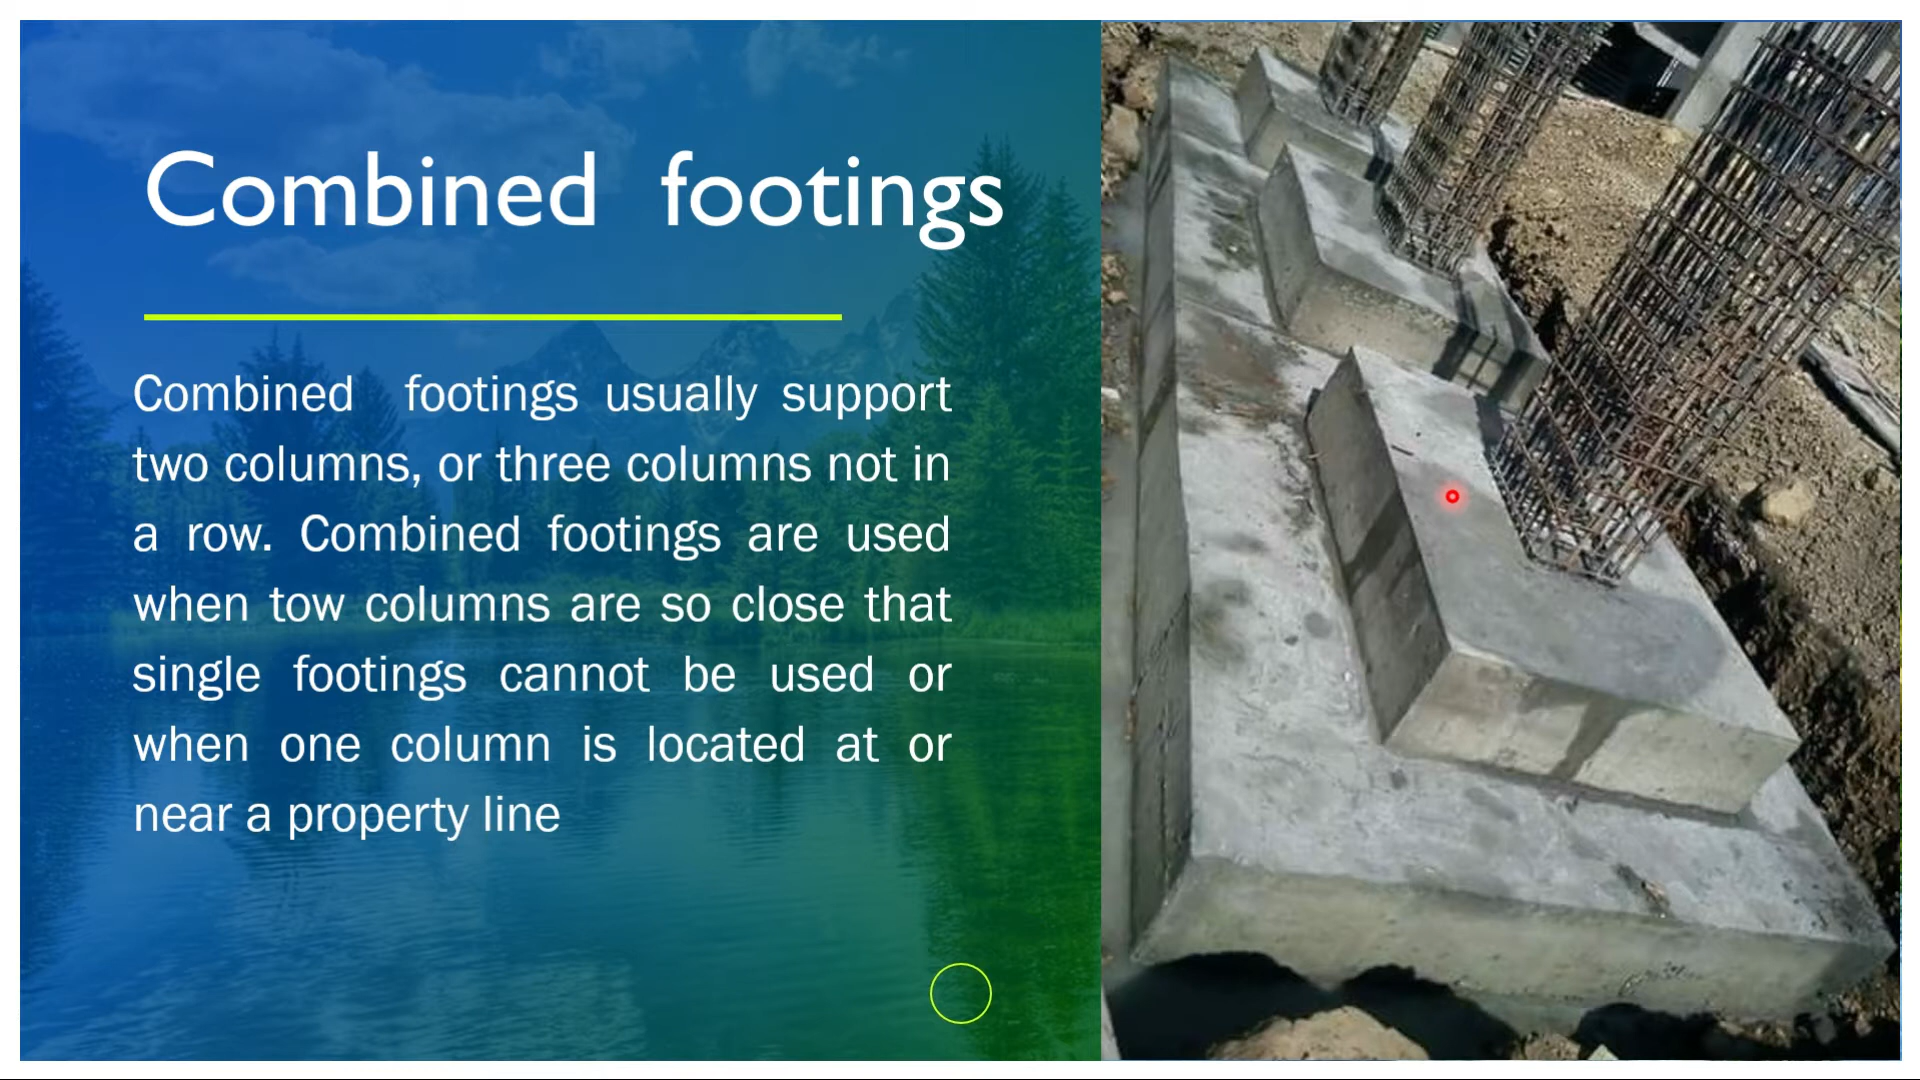 Combined footings
Combined footings usually support
two columns, or three columns not in
a row. Combined footings are used
when tow columns are so close that
single footings cannot be used or
when one column is located at or
near a property line